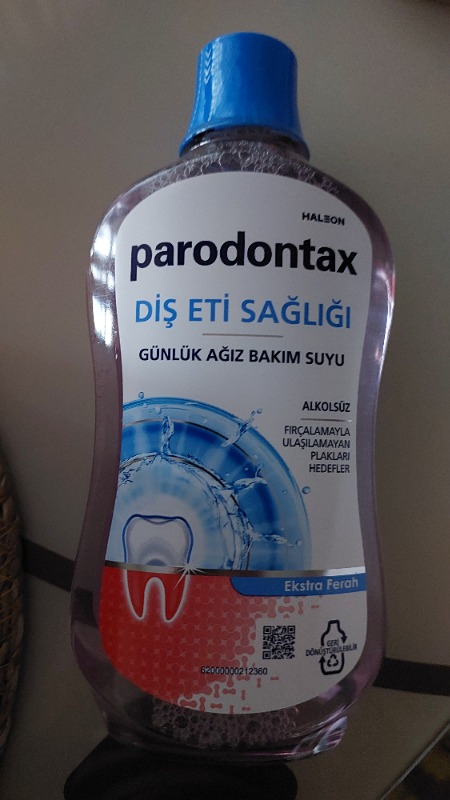 HALEON
parodontax
DİŞ ETİ SAĞLIĞI
GÜNLÜK AĞIZ BAKIM SUYU
ALKOLSÜZ
FIRÇALAMAYLA
ULAŞILAMAYAN
PLAKLARI
HEDEFLER
Ekstra Ferah
GERİ
DÖNÜŞTÜRÜLEBİLİR
62000000212360